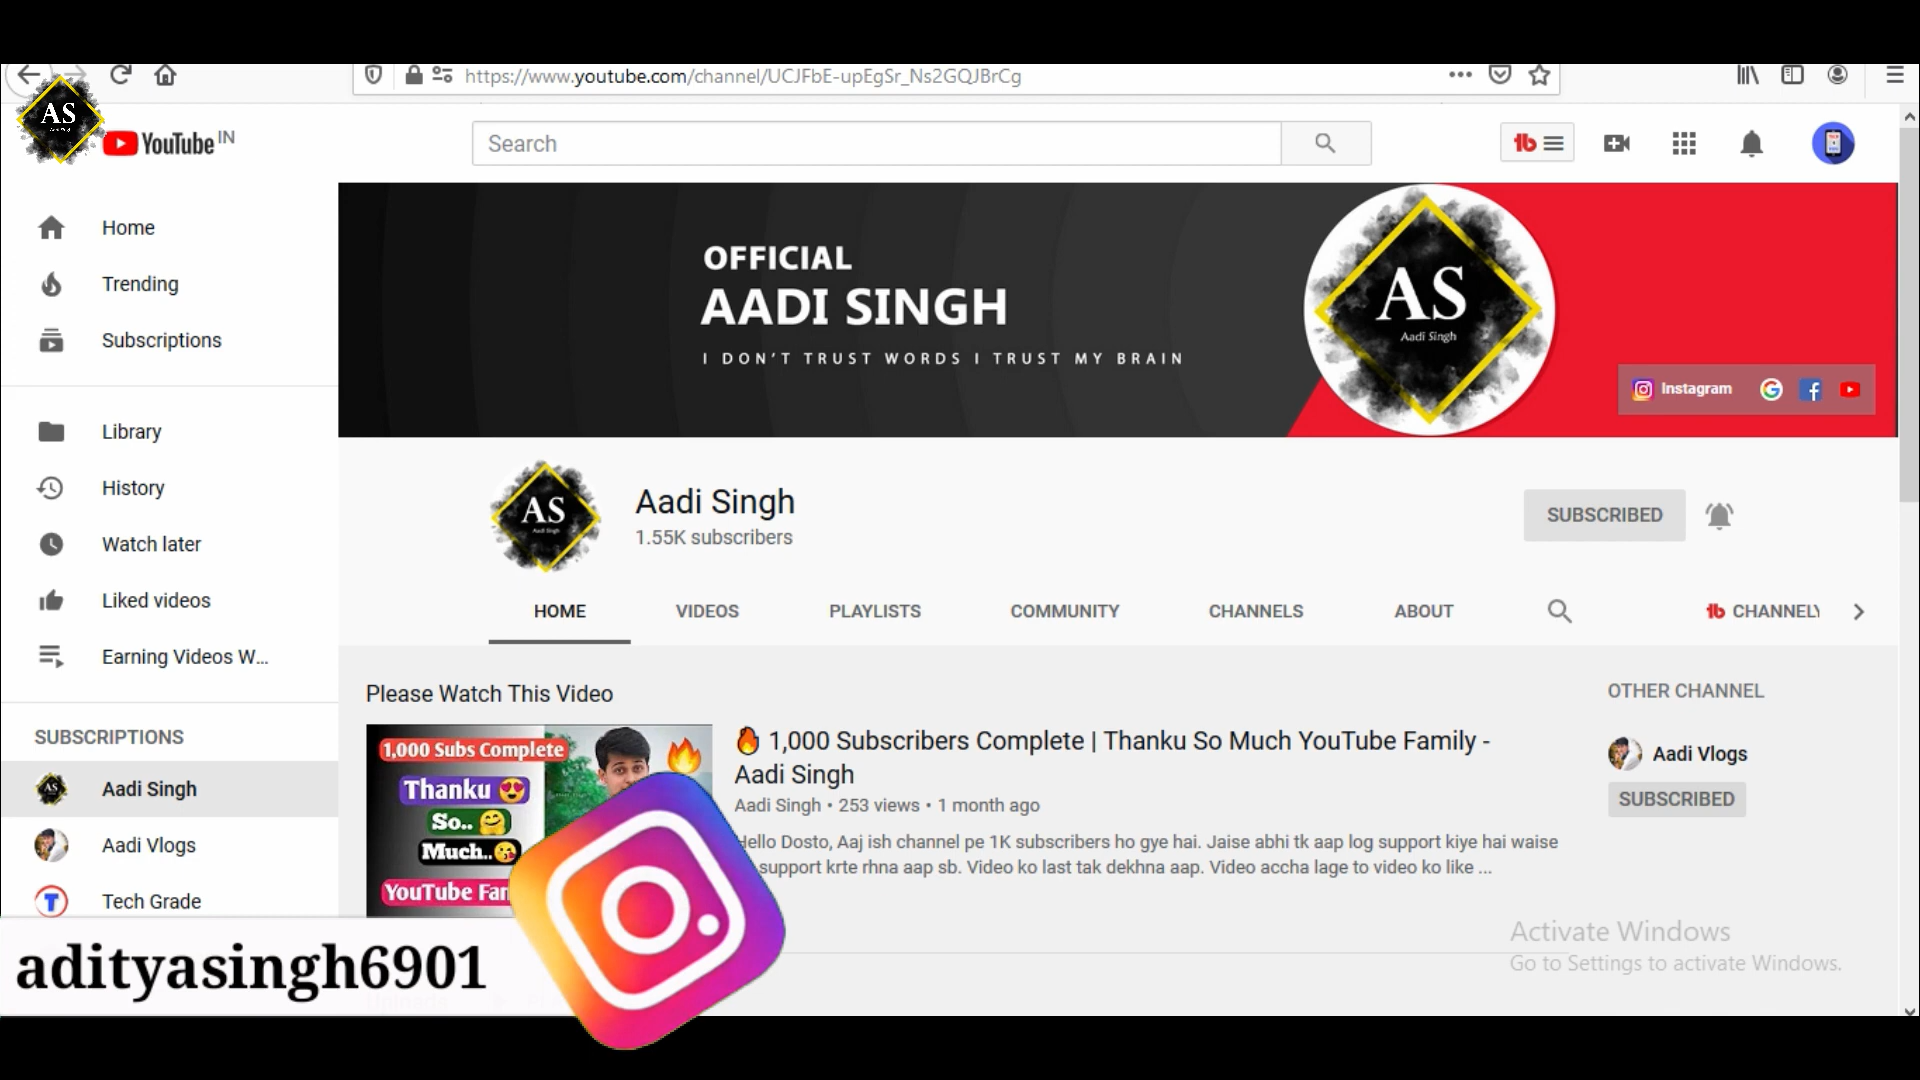 https://www.youtube.com/channel/UCJFbE-upEgSr_Ns2GQJBrCg
AS
YouTube IN
Search
Home
Trending
Subscriptions
Library
History
Watch later
Liked videos
Earning Videos W...
SUBSCRIPTIONS
Aadi Singh
Aadi Vlogs
Tech Grade
OFFICIAL
AADI SINGH
I DON'T TRUST WORDS I TRUST MY BRAIN
AS
Aadi Singh
Instagram
AS
Aadi Singh
Aadi Singh
1.55K subscribers
SUBSCRIBED
HOME VIDEOS PLAYLISTS COMMUNITY CHANNELS ABOUT CHANNELY
Please Watch This Video
1,000 Subs Complete
Thanku 😍
So.. 🤗
Much..😘
YouTube Fam
🔥 1,000 Subscribers Complete | Thanku So Much YouTube Family -
Aadi Singh
Aadi Singh • 253 views • 1 month ago
Hello Dosto, Aaj ish channel pe 1K subscribers ho gye hai. Jaise abhi tk aap log support kiye hai waise
support krte rhna aap sb. Video ko last tak dekhna aap. Video accha lage to video ko like ...
OTHER CHANNEL
Aadi Vlogs
SUBSCRIBED
Activate Windows
Go to Settings to activate Windows.
adityasingh6901